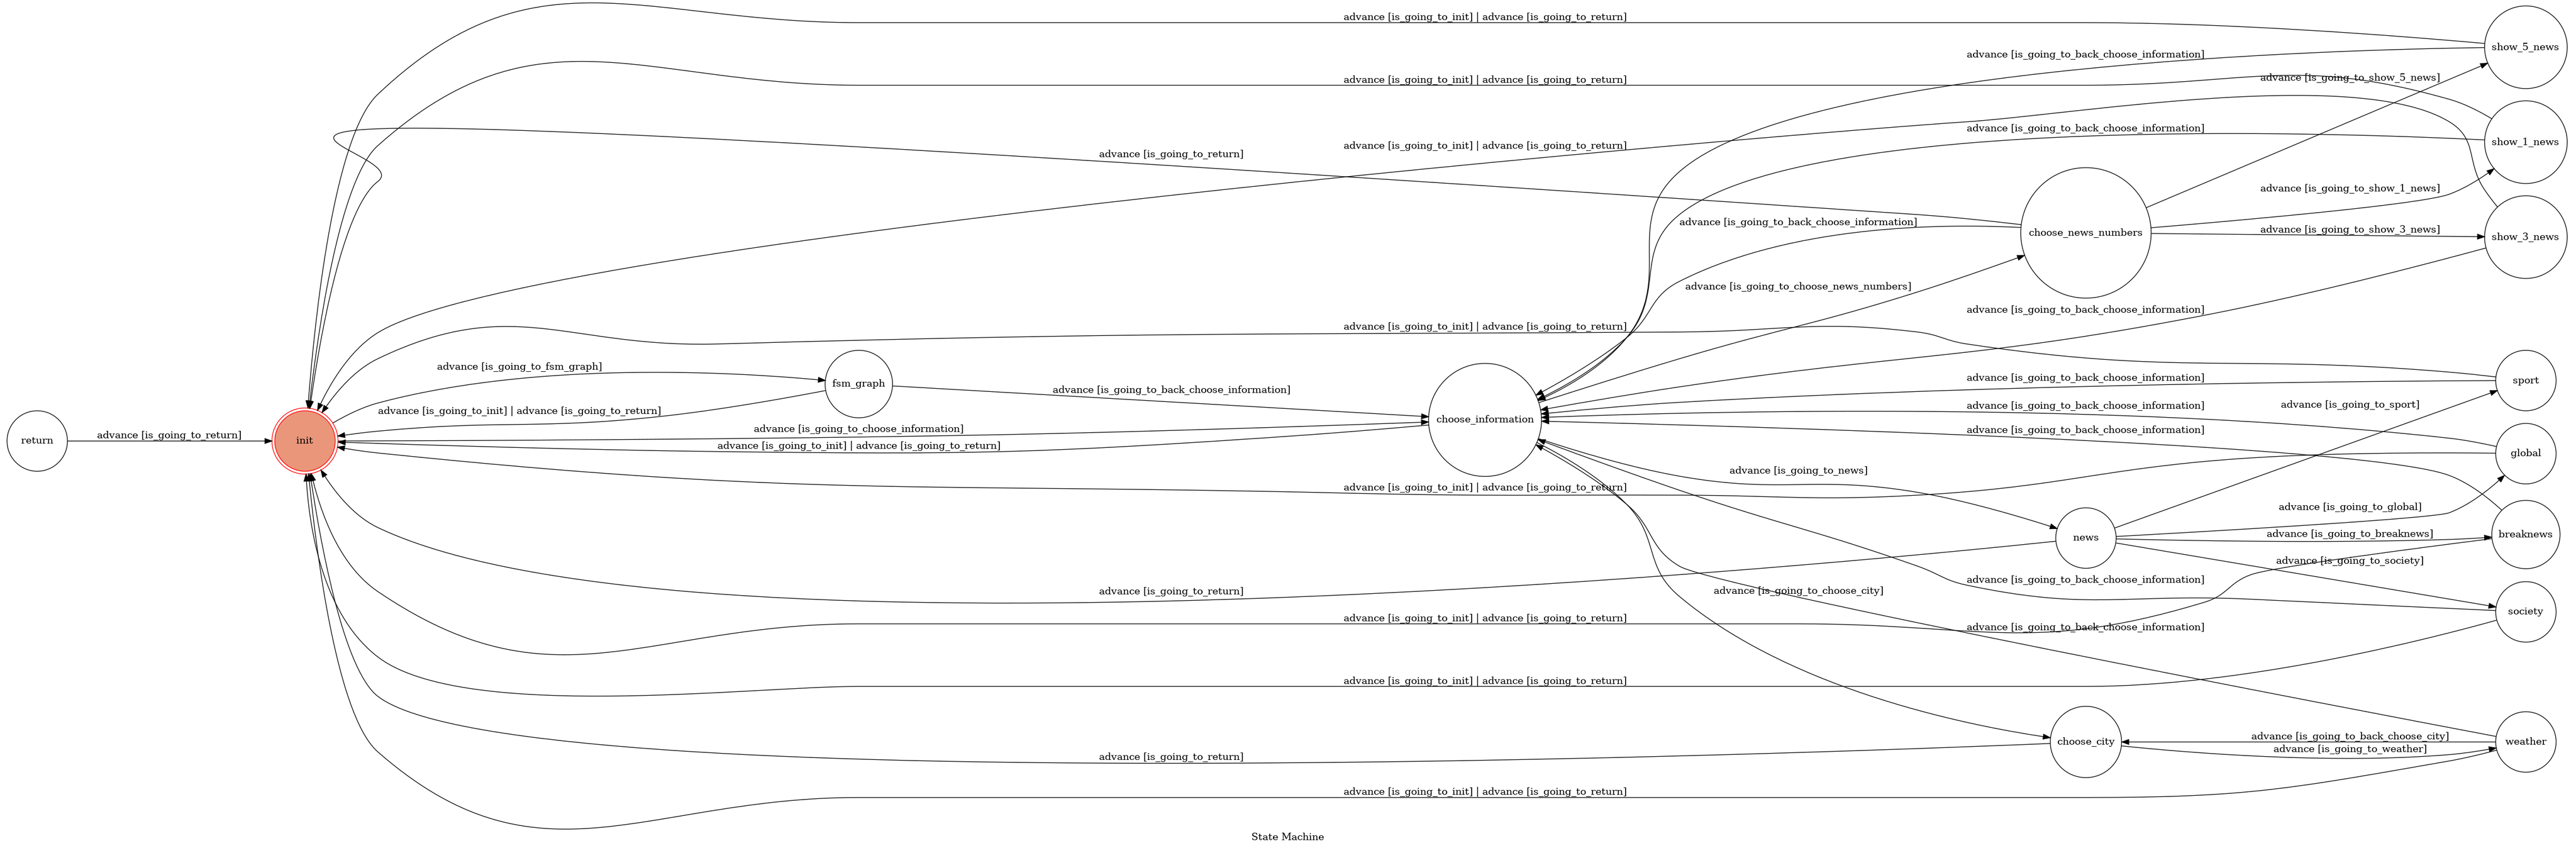 advance [is_going_to_init] | advance [is_going_to_return]
show_5_news
advance [is_going_to_back_choose_information]
advance [is_going_to_show_5_news]
advance [is_going_to_init] | advance [is_going_to_return]
advance [is_going_to_back_choose_information]
show_1_news
advance [is_going_to_init] | advance [is_going_to_return]
advance [is_going_to_return]
advance [is_going_to_show_1_news]
advance [is_going_to_back_choose_information]
advance [is_going_to_show_3_news]
choose_news_numbers
show_3_news
advance [is_going_to_choose_news_numbers]
advance [is_going_to_back_choose_information]
advance [is_going_to_init] | advance [is_going_to_return]
advance [is_going_to_fsm_graph]
fsm_graph
advance [is_going_to_back_choose_information]
sport
advance [is_going_to_back_choose_information]
advance [is_going_to_sport]
advance [is_going_to_back_choose_information]
advance [is_going_to_init] | advance [is_going_to_return]
choose_information
advance [is_going_to_choose_information]
advance [is_going_to_back_choose_information]
return
advance [is_going_to_return]
init
advance [is_going_to_init] | advance [is_going_to_return]
global
advance [is_going_to_news]
advance [is_going_to_init] | advance [is_going_to_return]
advance [is_going_to_global]
advance [is_going_to_breaknews]
breaknews
news
advance [is_going_to_society]
advance [is_going_to_back_choose_information]
advance [is_going_to_return]
advance [is_going_to_choose_city]
society
advance [is_going_to_init] | advance [is_going_to_return]
advance [is_going_to_back_choose_information]
advance [is_going_to_init] | advance [is_going_to_return]
advance [is_going_to_back_choose_city]
choose_city
weather
advance [is_going_to_weather]
advance [is_going_to_return]
advance [is_going_to_init] | advance [is_going_to_return]
State Machine